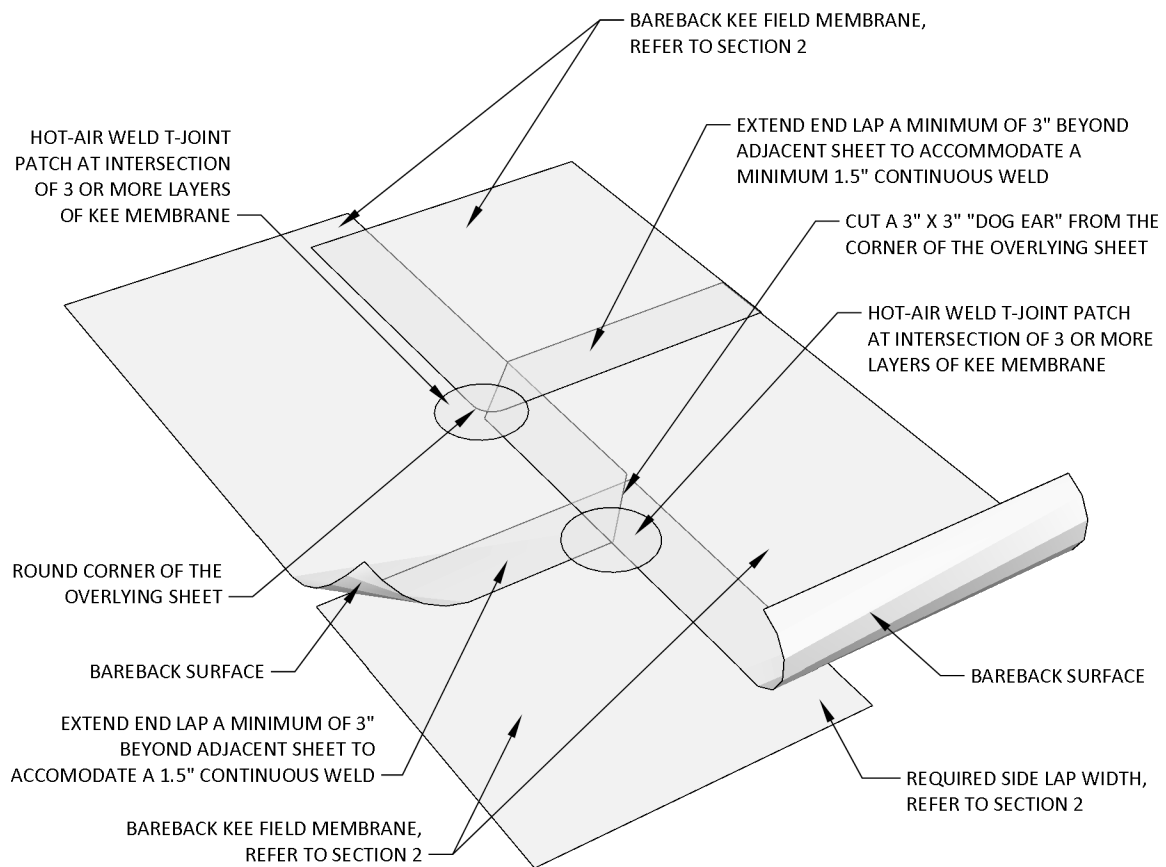 BAREBACK KEE FIELD MEMBRANE,
REFER TO SECTION 2
HOT-AIR WELD T-JOINT
PATCH AT INTERSECTION
OF 3 OR MORE LAYERS
OF KEE MEMBRANE
EXTEND END LAP A MINIMUM OF 3" BEYOND
ADJACENT SHEET TO ACCOMMODATE A
MINIMUM 1.5" CONTINUOUS WELD
CUT A 3" X 3" "DOG EAR" FROM THE
CORNER OF THE OVERLYING SHEET
HOT-AIR WELD T-JOINT PATCH
AT INTERSECTION OF 3 OR MORE
LAYERS OF KEE MEMBRANE
ROUND CORNER OF THE
OVERLYING SHEET
BAREBACK SURFACE
BAREBACK SURFACE
EXTEND END LAP A MINIMUM OF 3"
BEYOND ADJACENT SHEET TO
ACCOMODATE A 1.5" CONTINUOUS WELD
REQUIRED SIDE LAP WIDTH,
REFER TO SECTION 2
BAREBACK KEE FIELD MEMBRANE,
REFER TO SECTION 2